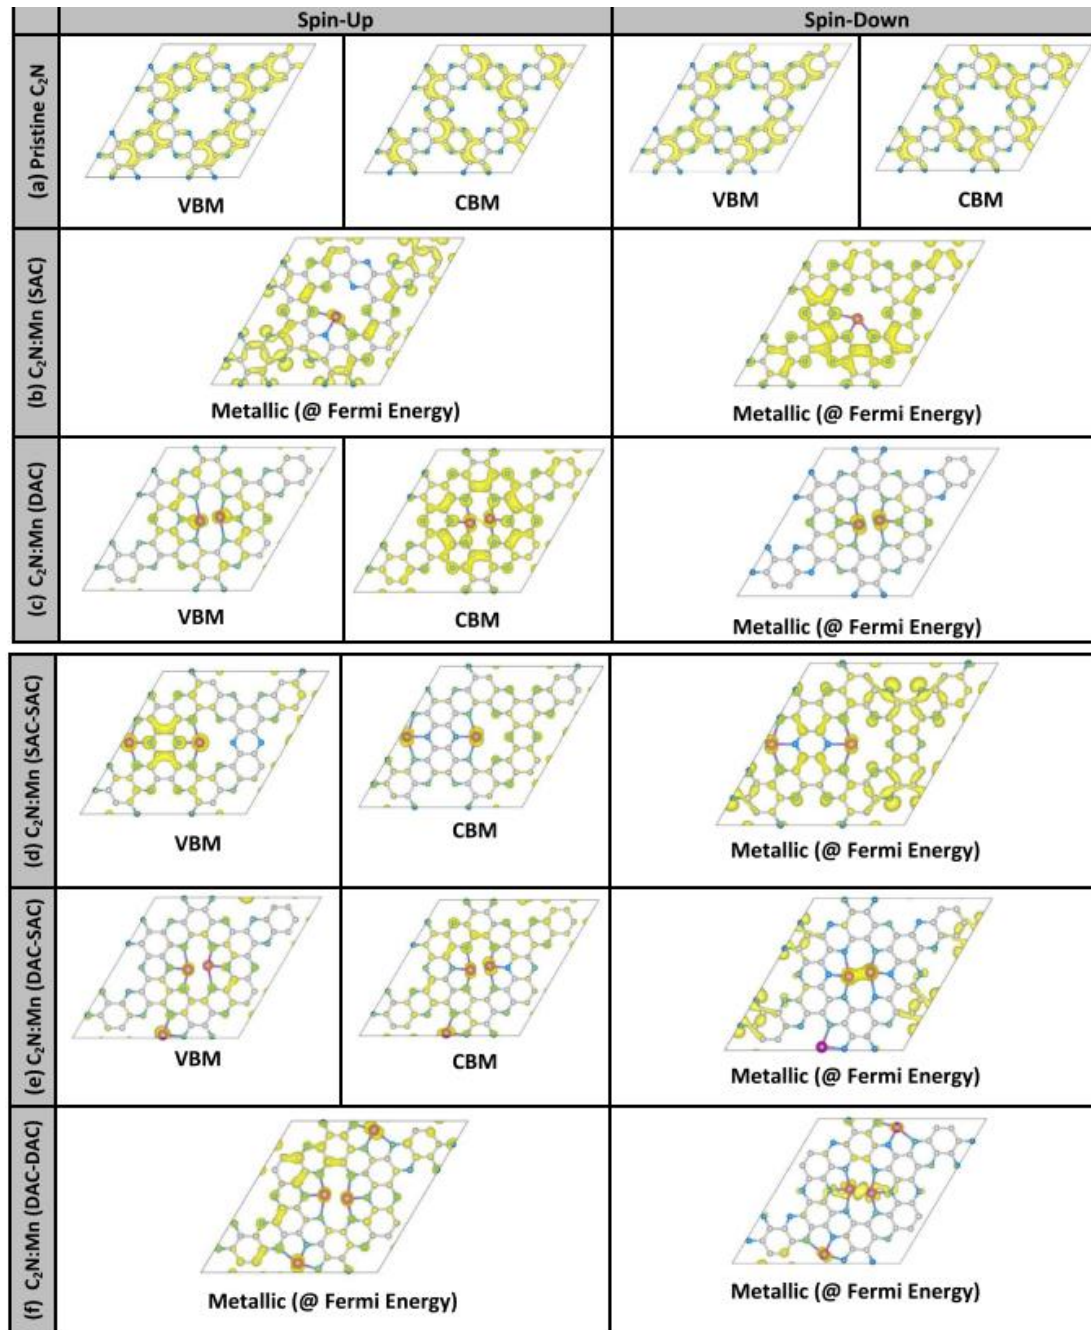 Spin-Up Spin-Down
(a) Pristine C₂N
VBM CBM VBM CBM
(b) C₂N:Mn (SAC)
Metallic (@ Fermi Energy) Metallic (@ Fermi Energy)
(c) C₂N:Mn (DAC)
VBM CBM Metallic (@ Fermi Energy)
(d) C₂N:Mn (SAC-SAC)
VBM CBM Metallic (@ Fermi Energy)
(e) C₂N:Mn (DAC-SAC)
VBM CBM Metallic (@ Fermi Energy)
(f) C₂N:Mn (DAC-DAC)
Metallic (@ Fermi Energy) Metallic (@ Fermi Energy)